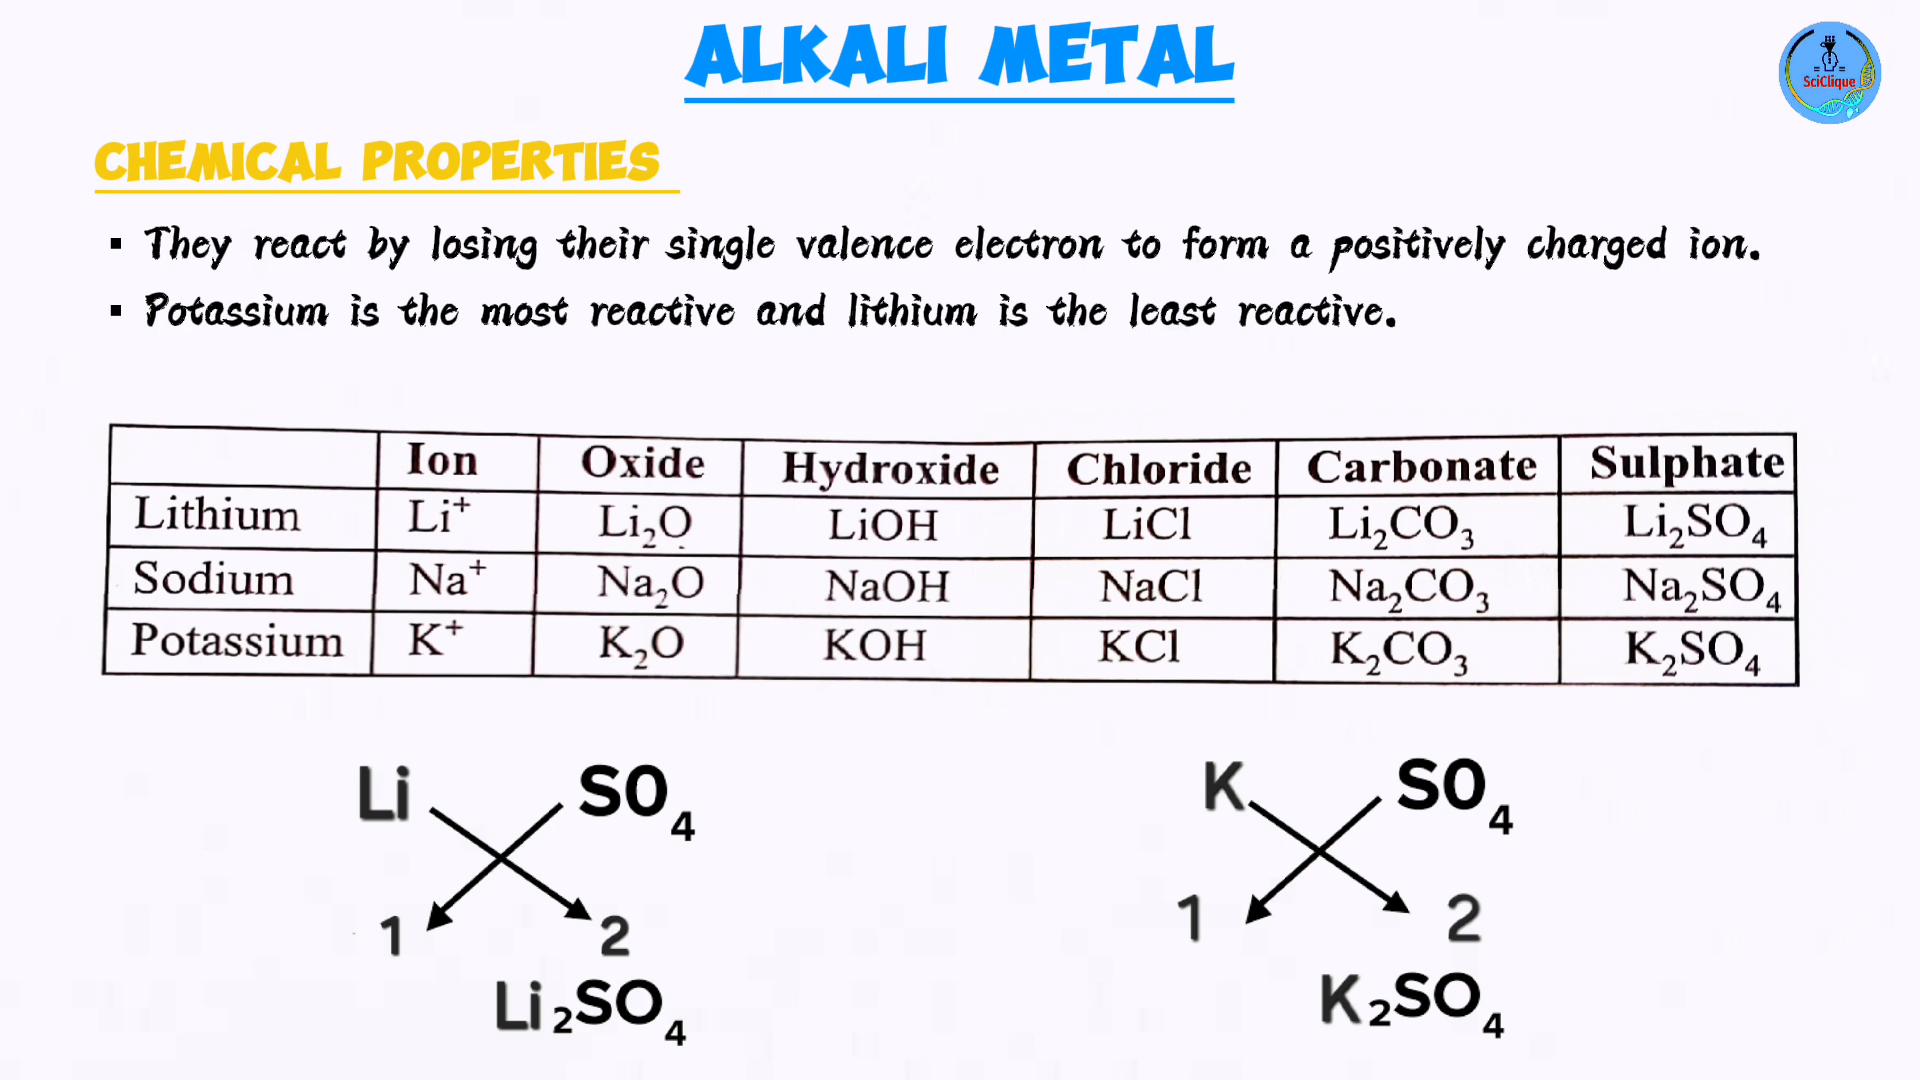 ALKALI METAL
SciClique
CHEMICAL PROPERTIES
▪ They react by losing their single valence electron to form a positively charged ion.
▪ Potassium is the most reactive and lithium is the least reactive.
Ion Oxide Hydroxide Chloride Carbonate Sulphate
Lithium Li⁺ Li₂O LiOH LiCl Li₂CO₃ Li₂SO₄
Sodium Na⁺ Na₂O NaOH NaCl Na₂CO₃ Na₂SO₄
Potassium K⁺ K₂O KOH KCl K₂CO₃ K₂SO₄
Li SO₄
1 2
Li₂SO₄
K SO₄
1 2
K₂SO₄